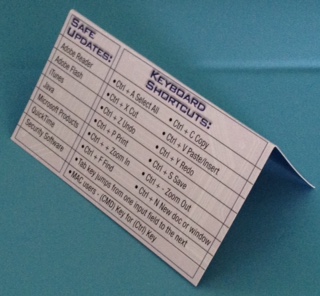 SAFE
UPDATES:
Adobe Reader
Adobe Flash
iTunes
Java
Microsoft Products
QuickTime
Security Software
KEYBOARD
SHORTCUTS:
•Ctrl + A Select All
•Ctrl + X Cut
•Ctrl + Z Undo
•Ctrl + P Print
•Ctrl ++ Zoom In
•Ctrl + F Find
•Ctrl + C Copy
•Ctrl + V Paste/Insert
•Ctrl + Y Redo
•Ctrl + S Save
•Ctrl + - Zoom Out
•Ctrl + N New doc or window
•Tab key jumps from one input field to the next
•MAC users - (CMD) Key for (Ctrl) Key